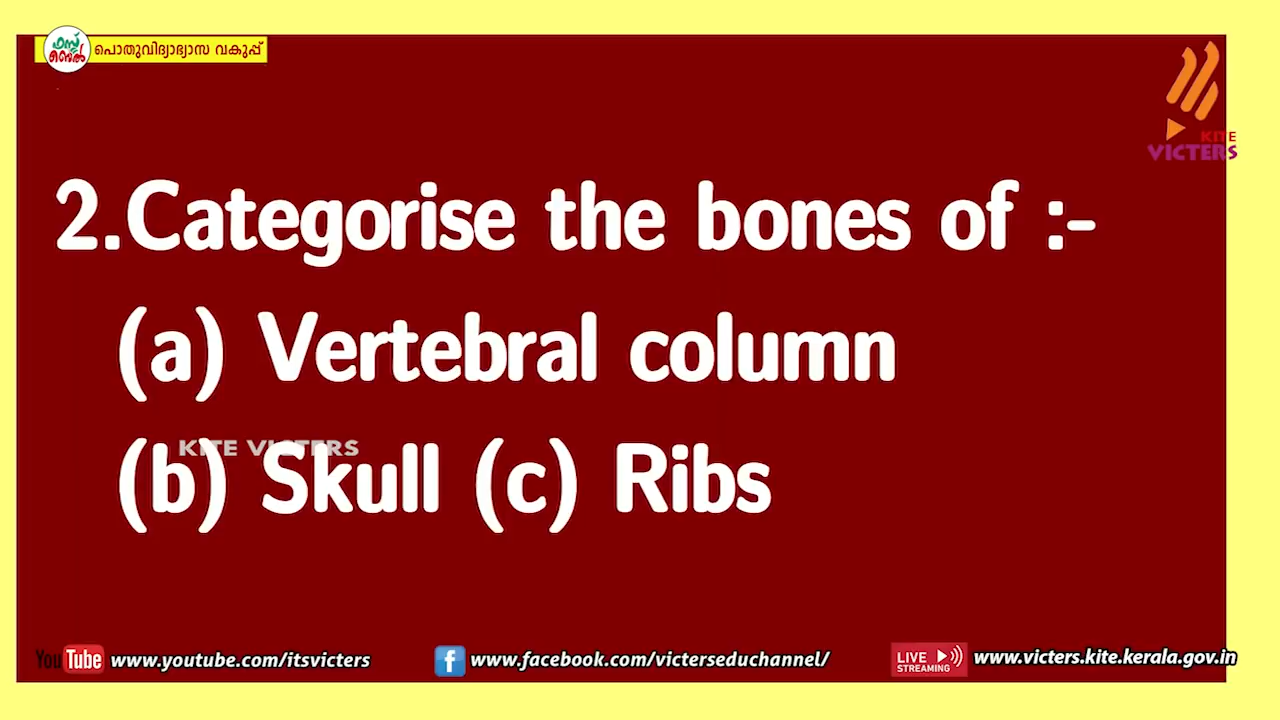 ഫസ്റ്റ്
ബെൽ
പൊതുവിദ്യാഭ്യാസ വകുപ്പ്
KITE
VICTERS
2.Categorise the bones of :-
(a) Vertebral column
KITE VICTERS
(b) Skull (c) Ribs
YouTube www.youtube.com/itsvicters
f www.facebook.com/victerseduchannel/
LIVE
STREAMING
www.victers.kite.kerala.gov.in